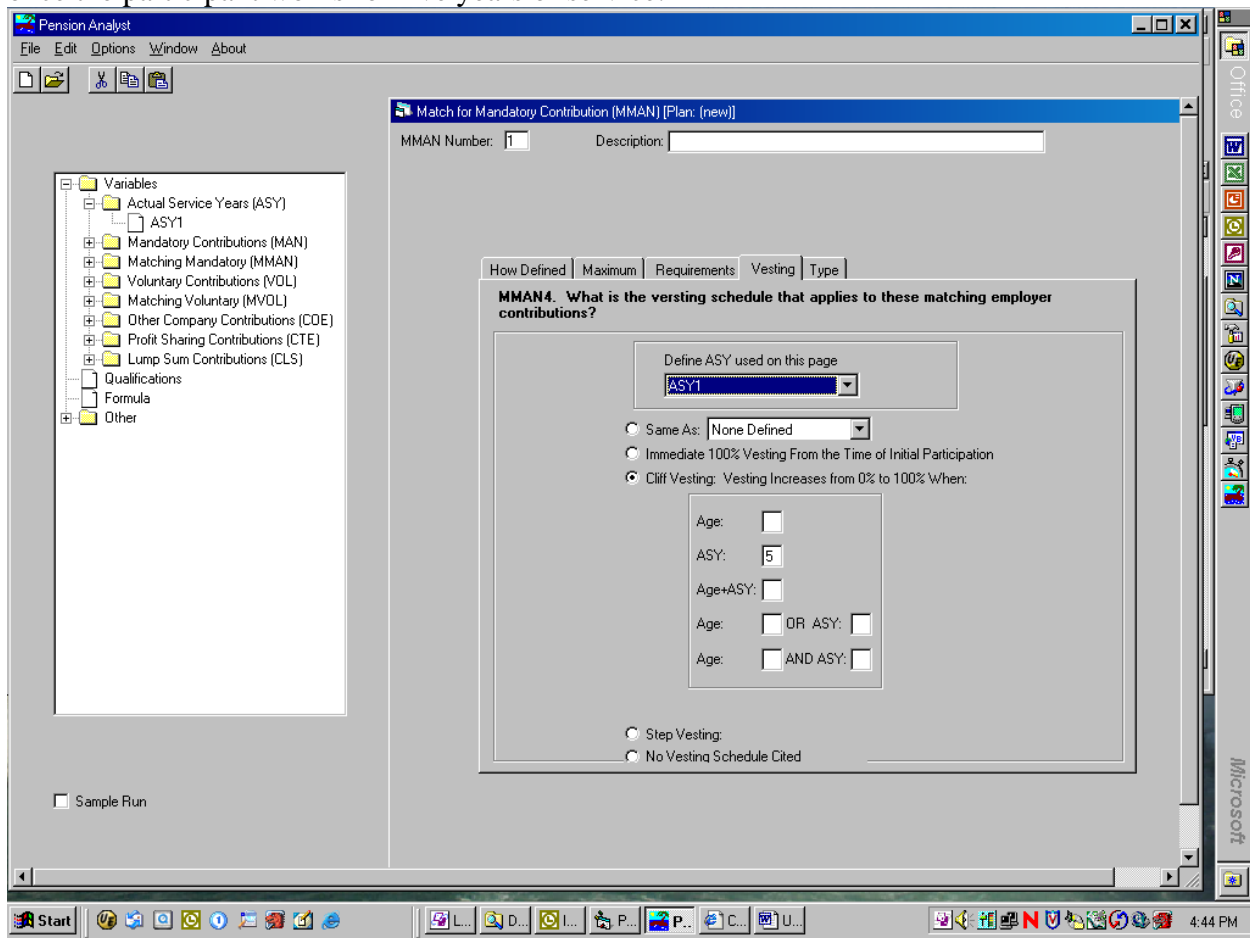 Pension Analyst
File Edit Options Window About
Match for Mandatory Contribution (MMAN) [Plan: (new)]
MMAN Number: 1 Description:
Variables
Actual Service Years (ASY)
ASY1
Mandatory Contributions (MAN)
Matching Mandatory (MMAN)
Voluntary Contributions (VOL)
Matching Voluntary (MVOL)
Other Company Contributions (COE)
Profit Sharing Contributions (CTE)
Lump Sum Contributions (CLS)
Qualifications
Formula
Other
How Defined Maximum Requirements Vesting Type
MMAN4. What is the versting schedule that applies to these matching employer
contributions?
Define ASY used on this page
ASY1
Same As: None Defined
Immediate 100% Vesting From the Time of Initial Participation
Cliff Vesting: Vesting Increases from 0% to 100% When:
Age:
ASY: 5
Age+ASY:
Age: OR ASY:
Age: AND ASY:
Step Vesting:
No Vesting Schedule Cited
Sample Run
Office
Microsoft
Start L... D... I... P... P... C... U... 4:44 PM